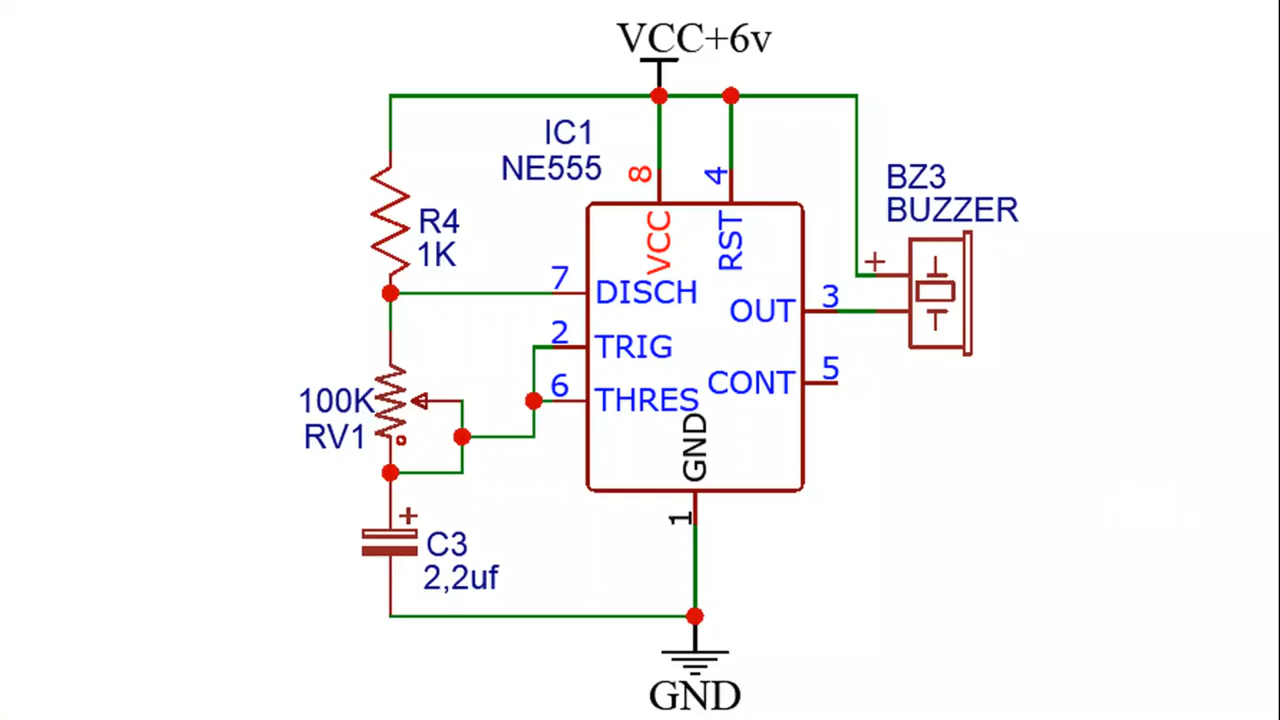 VCC+6v
IC1
NE555
8
4
VCC
RST
BZ3
BUZZER
+
R4
1K
7
DISCH
OUT
3
2
TRIG
6
THRES
CONT
5
100K
RV1
GND
1
+
C3
2,2uf
GND